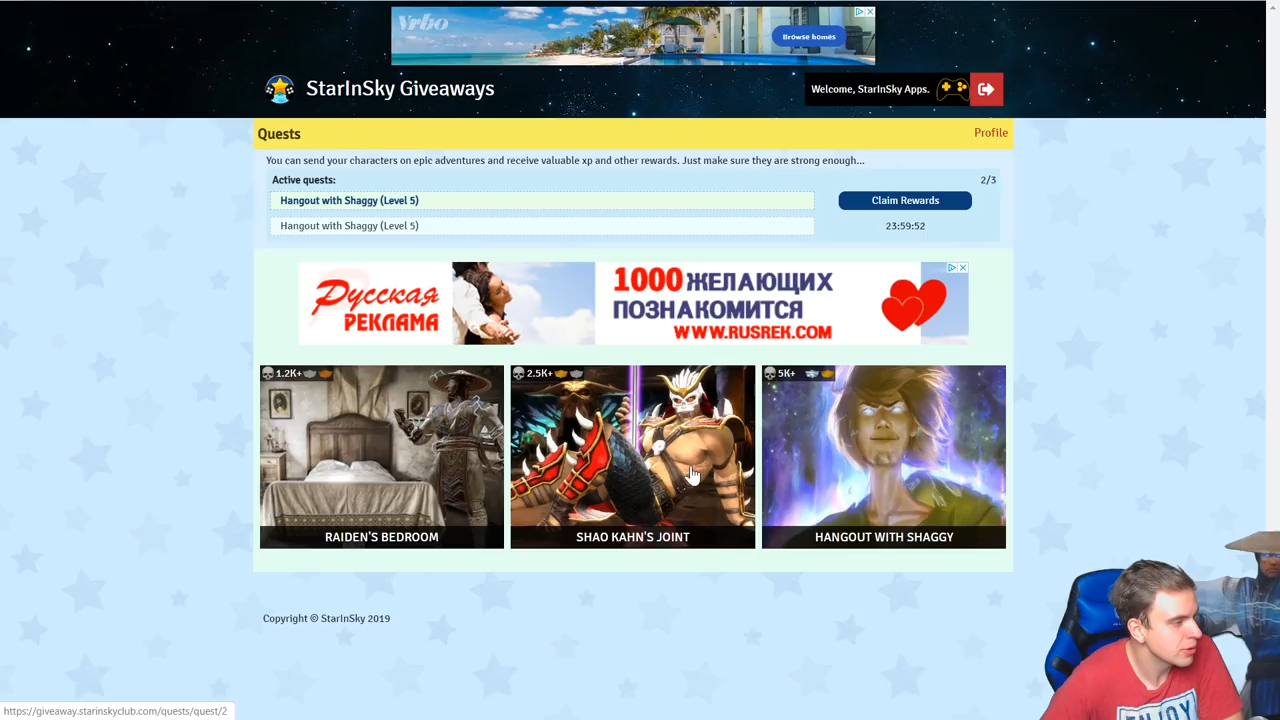 Vrbo
Browse homes
StarInSky Giveaways
Welcome, StarInSky Apps.
Quests
Profile
You can send your characters on epic adventures and receive valuable xp and other rewards. Just make sure they are strong enough...
Active quests:
2/3
Hangout with Shaggy (Level 5)
Claim Rewards
Hangout with Shaggy (Level 5)
23:59:52
Русская
РЕКЛАМА
1000 ЖЕЛАЮЩИХ
ПОЗНАКОМИТСЯ
WWW.RUSREK.COM
1.2K+
2.5K+
5K+
RAIDEN'S BEDROOM
SHAO KAHN'S JOINT
HANGOUT WITH SHAGGY
Copyright © StarInSky 2019
ENJOY
https://giveaway.starinskyclub.com/quests/quest/2